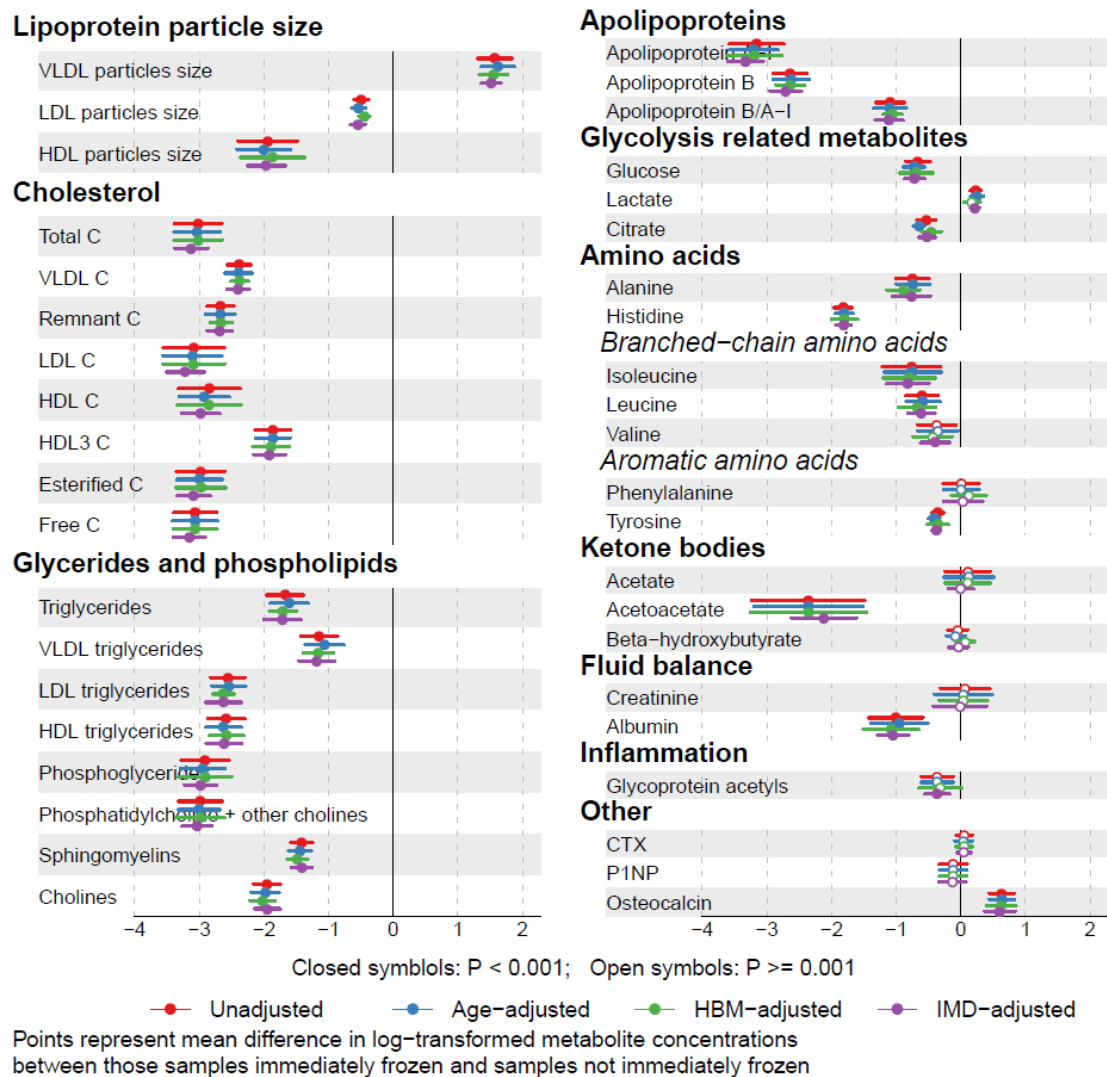 Lipoprotein particle size
VLDL particles size
LDL particles size
HDL particles size
Cholesterol
Total C
VLDL C
Remnant C
LDL C
HDL C
HDL3 C
Esterified C
Free C
Glycerides and phospholipids
Triglycerides
VLDL triglycerides
LDL triglycerides
HDL triglycerides
Phosphoglyceride
+ other cholines
Sphingomyelins
Cholines
−4 −3 −2 −1 0 1 2
Apolipoproteins
Apolipoprotein
Apolipoprotein B
Apolipoprotein B/A−I
Glycolysis related metabolites
Glucose
Lactate
Citrate
Amino acids
Alanine
Histidine
Branched−chain amino acids
Isoleucine
Leucine
Valine
Aromatic amino acids
Phenylalanine
Tyrosine
Ketone bodies
Acetate
Acetoacetate
Beta−hydroxybutyrate
Fluid balance
Creatinine
Albumin
Inflammation
Glycoprotein acetyls
Other
CTX
P1NP
Osteocalcin
−4 −3 −2 −1 0 1 2
Closed symblols: P < 0.001; Open symbols: P >= 0.001
Unadjusted Age−adjusted HBM−adjusted IMD−adjusted
Points represent mean difference in log−transformed metabolite concentrations
between those samples immediately frozen and samples not immediately frozen